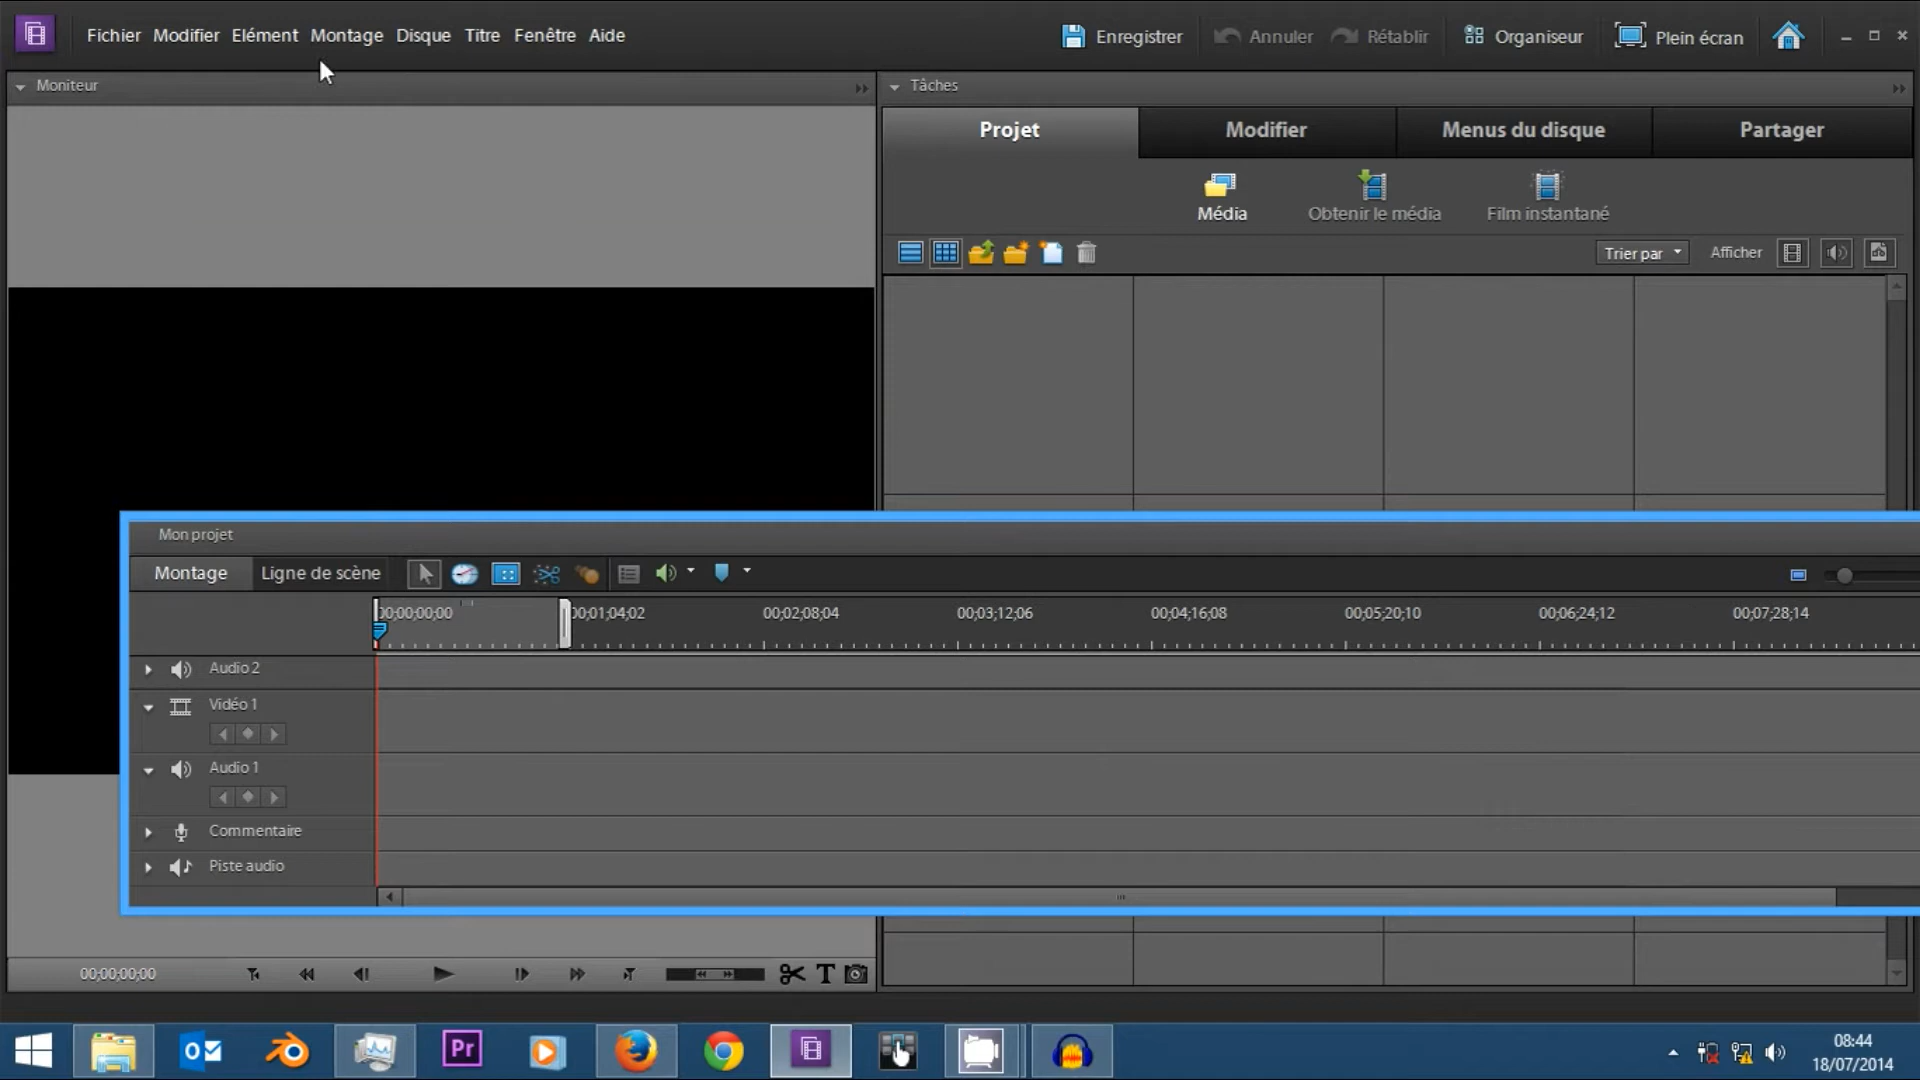 Fichier Modifier Elément Montage Disque Titre Fenêtre Aide
Enregistrer Annuler Rétablir Organiseur Plein écran
Moniteur
Tâches
Projet Modifier Menus du disque Partager
Média Obtenir le média Film instantané
Trier par Afficher
Mon projet
Montage Ligne de scène
00;00;00;00 00;01;04;02 00;02;08;04 00;03;12;06 00;04;16;08 00;05;20;10 00;06;24;12 00;07;28;14
Audio 2
Vidéo 1
Audio 1
Commentaire
Piste audio
00;00;00;00
T
Pr
08:44
18/07/2014